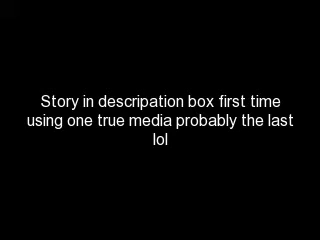 Story in descripation box first time
using one true media probably the last
lol